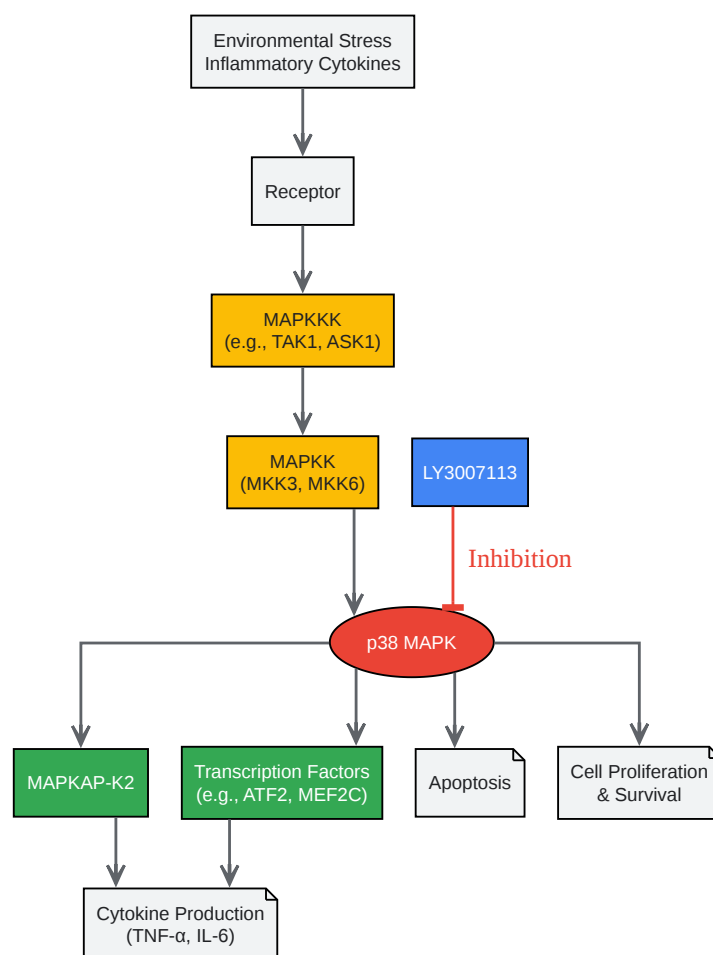 Environmental Stress
Inflammatory Cytokines
Receptor
MAPKKK
(e.g., TAK1, ASK1)
MAPKK
(MKK3, MKK6)
LY3007113
Inhibition
p38 MAPK
MAPKAP-K2
Transcription Factors
(e.g., ATF2, MEF2C)
Apoptosis
Cell Proliferation
& Survival
Cytokine Production
(TNF-α, IL-6)